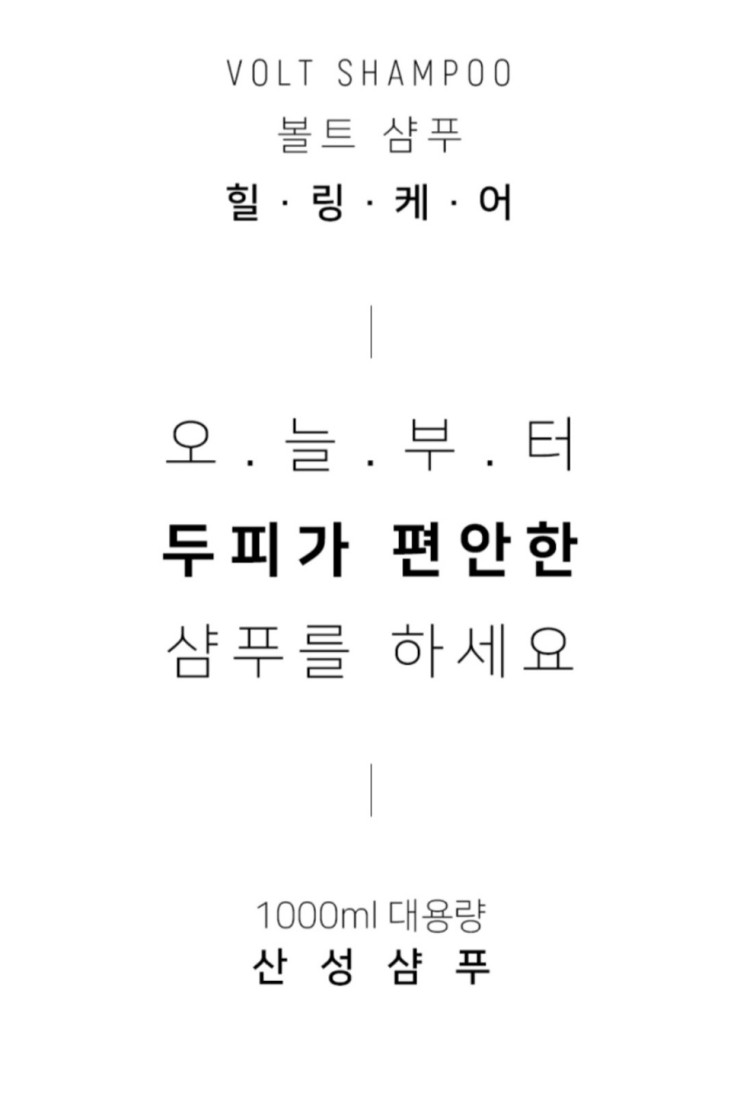 VOLT SHAMPOO
볼트 샴푸
힐·링·케·어
오.늘.부.터
두피가 편안한
샴푸를 하세요
1000ml 대용량
산성샴푸